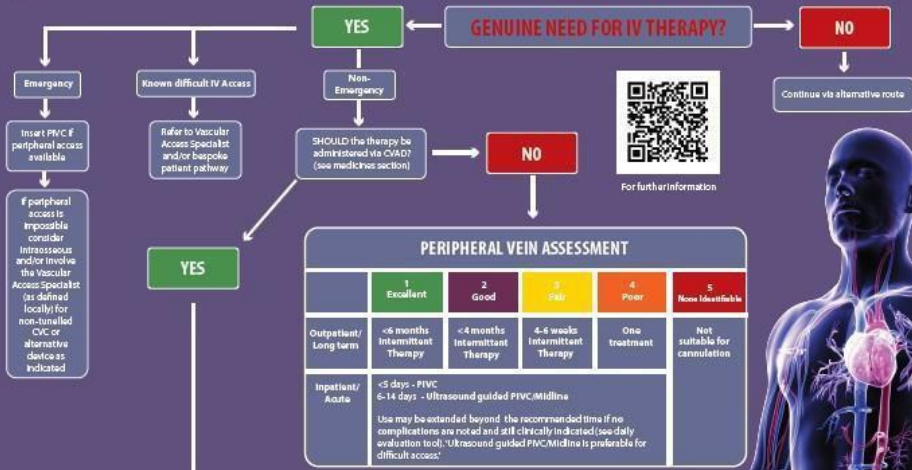 GENUINE NEED FOR IV THERAPY?
YES
NO
Emergency
Known difficult IV Access
Non-
Emergency
Continue via alternative route
Insert PIVC if
peripheral access
available
Refer to Vascular
Access Specialist
and/or bespoke
patient pathway
SHOULD the therapy be
administered via CVAD?
(see medicines section)
NO
For further information
If peripheral
access is
impossible
consider
intraosseous
and/or involve
the Vascular
Access Specialist
(as defined
locally) for
non-tunelled
CVC or
alternative
device as
indicated
YES
PERIPHERAL VEIN ASSESSMENT
1
Excellent
2
Good
3
Fair
4
Poor
5
None Identifiable
Outpatient/
Long term
<6 months
Intermittent
Therapy
<4 months
Intermittent
Therapy
4-6 weeks
Intermittent
Therapy
One
treatment
Not
suitable for
cannulation
Inpatient/
Acute
<5 days - PIVC
6-14 days - Ultrasound guided PIVC/Midline
Use may be extended beyond the recommended time if no
complications are noted and still clinically indicated (see daily
evaluation tool). 'Ultrasound guided PIVC/Midline is preferable for
difficult access.'